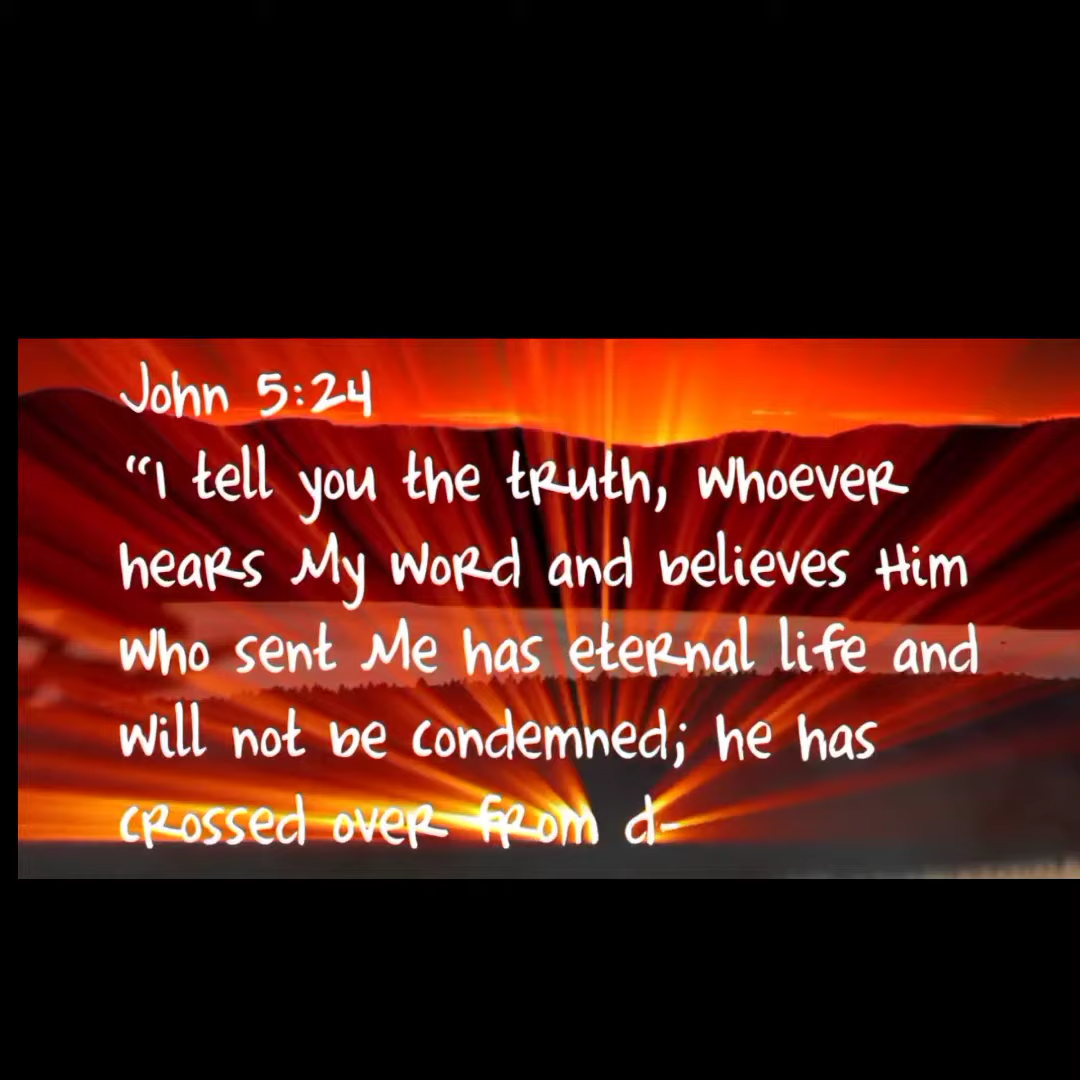 John 5:24
“I tell you the truth, whoever
hears My word and believes Him
who sent Me has eternal life and
will not be condemned; he has
crossed over from d-